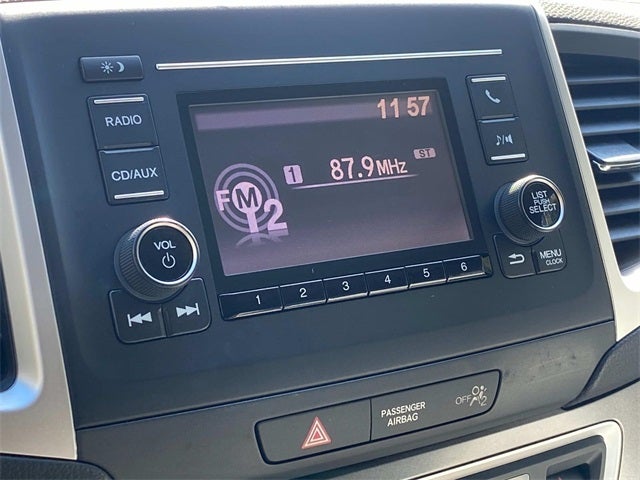 11 57
RADIO
CD/AUX
1 87.9MHz ST
FM2
LIST
PUSH
SELECT
VOL
MENU
CLOCK
1 2 3 4 5 6
PASSENGER
AIRBAG
OFF 2